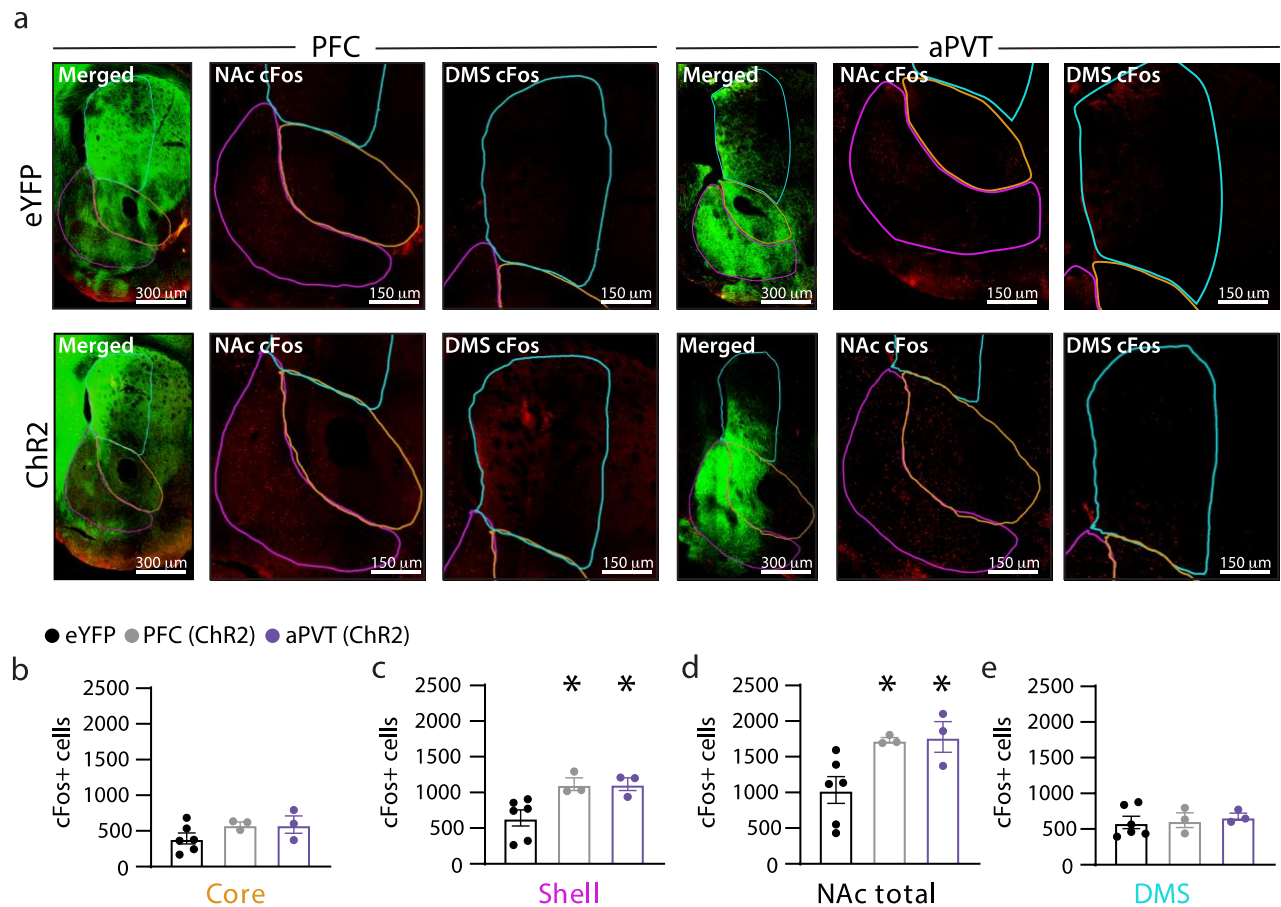 a
PFC
aPVT
eYFP
Merged
NAc cFos
DMS cFos
Merged
NAc cFos
DMS cFos
300 µm
150 µm
150 µm
300 µm
150 µm
150 µm
ChR2
Merged
NAc cFos
DMS cFos
Merged
NAc cFos
DMS cFos
300 µm
150 µm
150 µm
300 µm
150 µm
150 µm
eYFP PFC (ChR2) aPVT (ChR2)
b
cFos+ cells
2500
2000
1500
1000
500
0
Core
c
cFos+ cells
2500
2000
1500
1000
500
0
* *
Shell
d
cFos+ cells
2500
2000
1500
1000
500
0
* *
NAc total
e
cFos+ cells
2500
2000
1500
1000
500
0
DMS